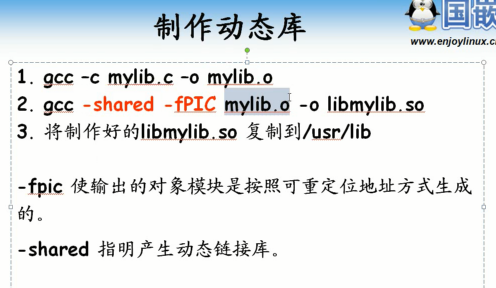 制作动态库
国嵌
www.enjoylinux.c
1. gcc -c mylib.c -o mylib.o
2. gcc -shared -fPIC mylib.o -o libmylib.so
3. 将制作好的libmylib.so 复制到/usr/lib
-fpic 使输出的对象模块是按照可重定位地址方式生成
的。
-shared 指明产生动态链接库。